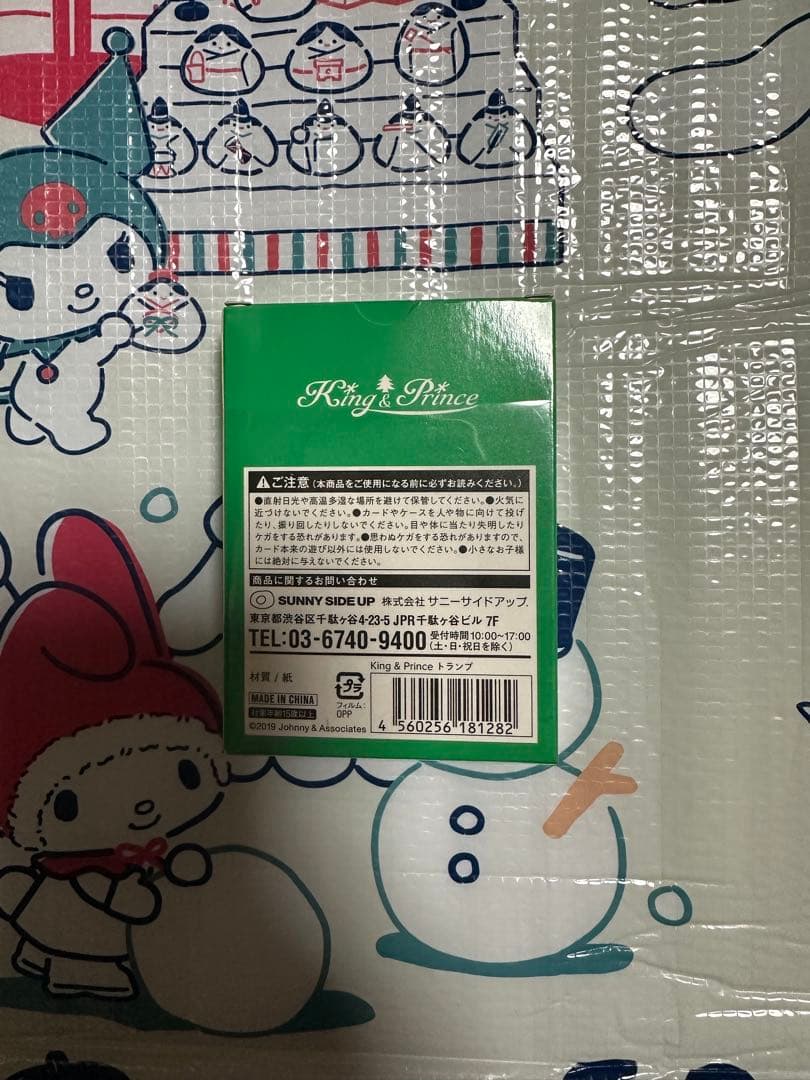 King & Prince
ご注意（本商品をご使用になる前に必ずお読みください。）
●直射日光や高温多湿な場所を避けて保管してください。●火気に
近づけないでください。●カードやケースを人や物に向けて投げ
たり、振り回したりしないでください。目や体に当たり失明したり
ケガをする恐れがあります。●思わぬケガをする恐れがありますので、
カード本来の遊び以外には使用しないでください。●小さなお子様
には絶対に与えないでください。
商品に関するお問い合わせ
SUNNY SIDE UP 株式会社 サニーサイドアップ
東京都渋谷区千駄ヶ谷4-23-5 JPR千駄ヶ谷ビル 7F
TEL:03-6740-9400 受付時間10:00~17:00
（土・日・祝日を除く）
材質／紙
MADE IN CHINA
対象年齢15歳以上
©2019 Johnny & Associates
プラ
フィルム:
OPP
King & Prince トランプ
4 560256 181282